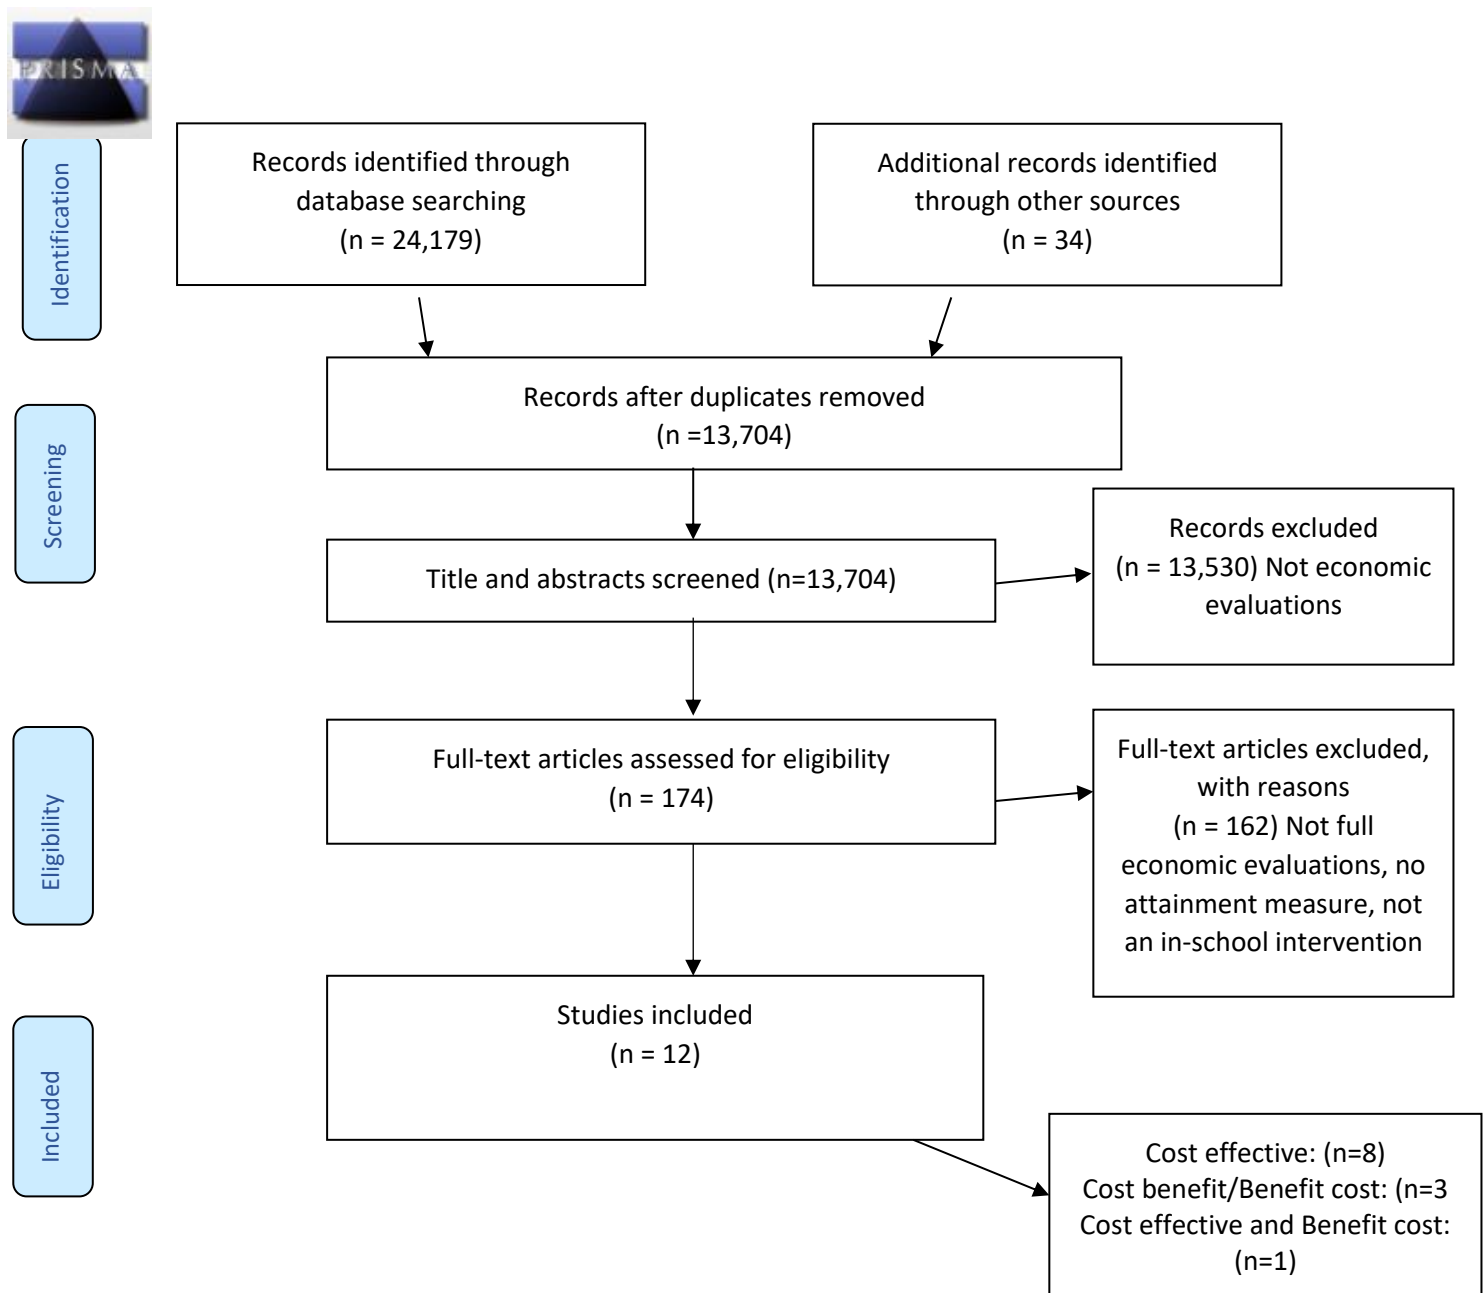 PRISMA
Identification
Records identified through
database searching
(n = 24,179)
Additional records identified
through other sources
(n = 34)
Records after duplicates removed
(n =13,704)
Screening
Title and abstracts screened (n=13,704)
Records excluded
(n = 13,530) Not economic
evaluations
Eligibility
Full-text articles assessed for eligibility
(n = 174)
Full-text articles excluded,
with reasons
(n = 162) Not full
economic evaluations, no
attainment measure, not
an in-school intervention
Included
Studies included
(n = 12)
Cost effective: (n=8)
Cost benefit/Benefit cost: (n=3
Cost effective and Benefit cost:
(n=1)